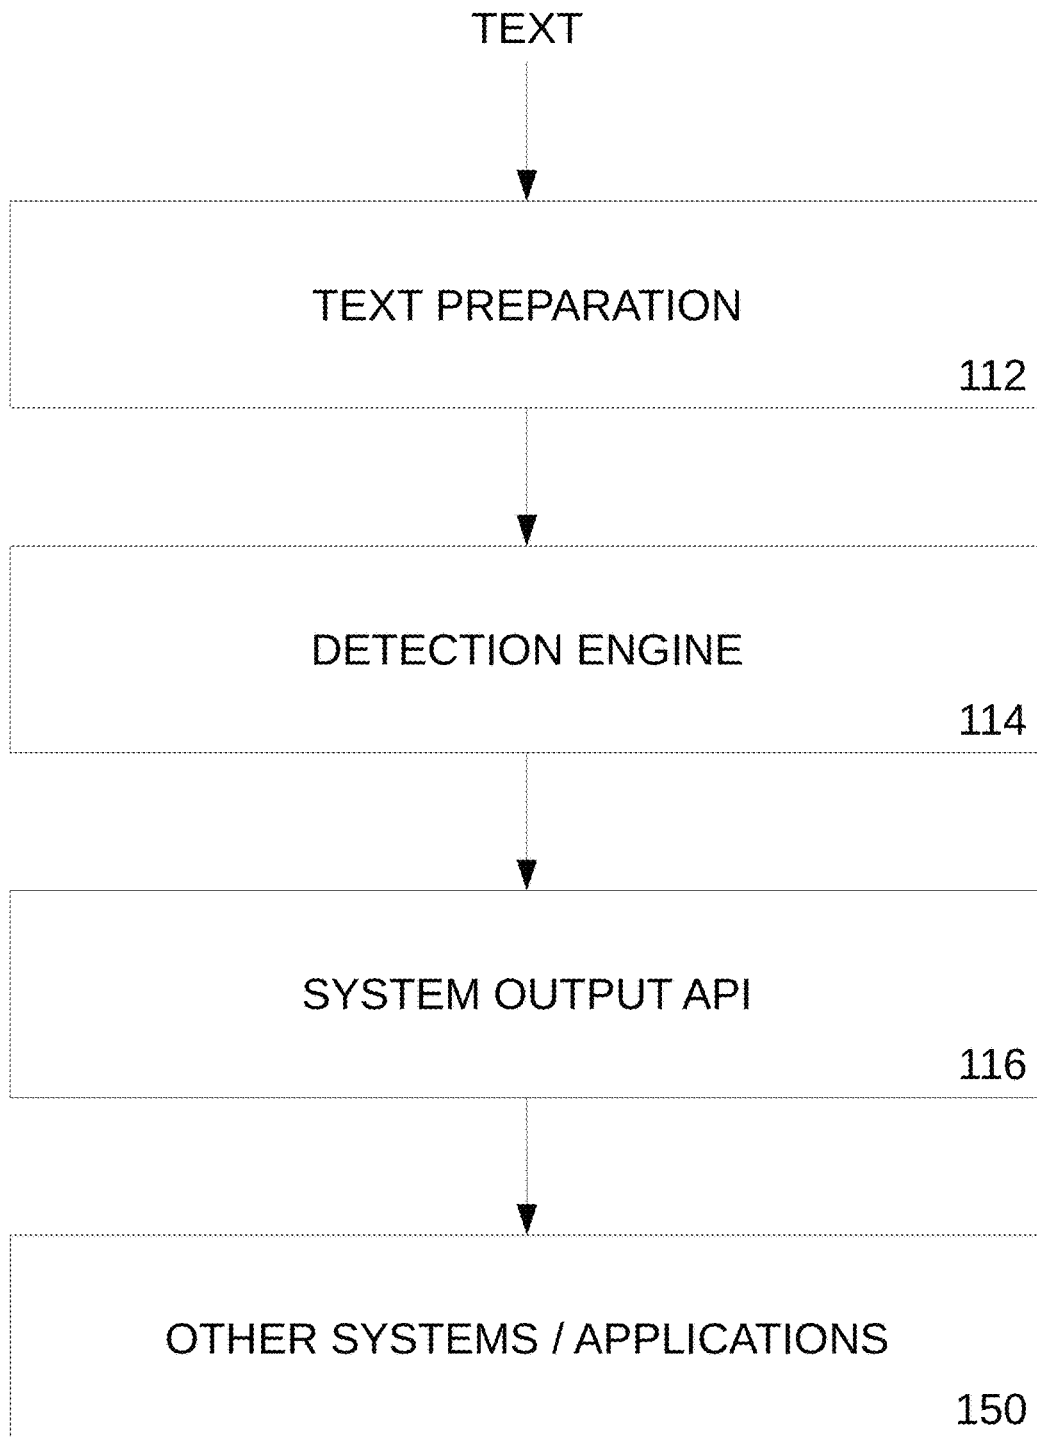 TEXT
TEXT PREPARATION
112
DETECTION ENGINE
114
SYSTEM OUTPUT API
116
OTHER SYSTEMS / APPLICATIONS
150